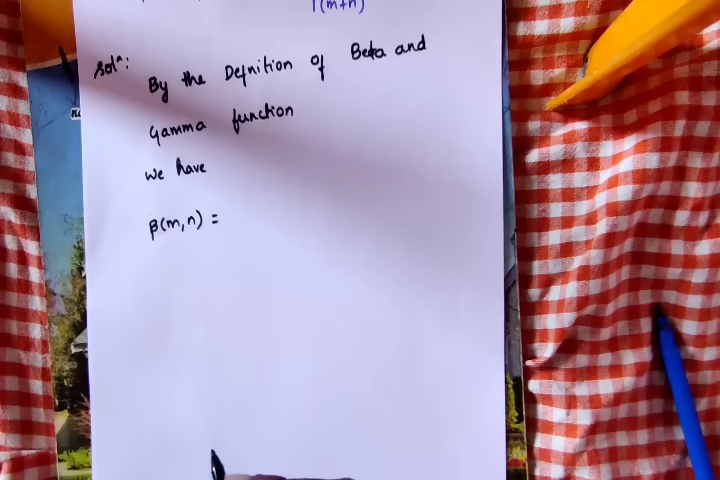 Γ(m+n)
Solⁿ:
By the Definition of Beta and
Gamma function
we have
β(m,n) =